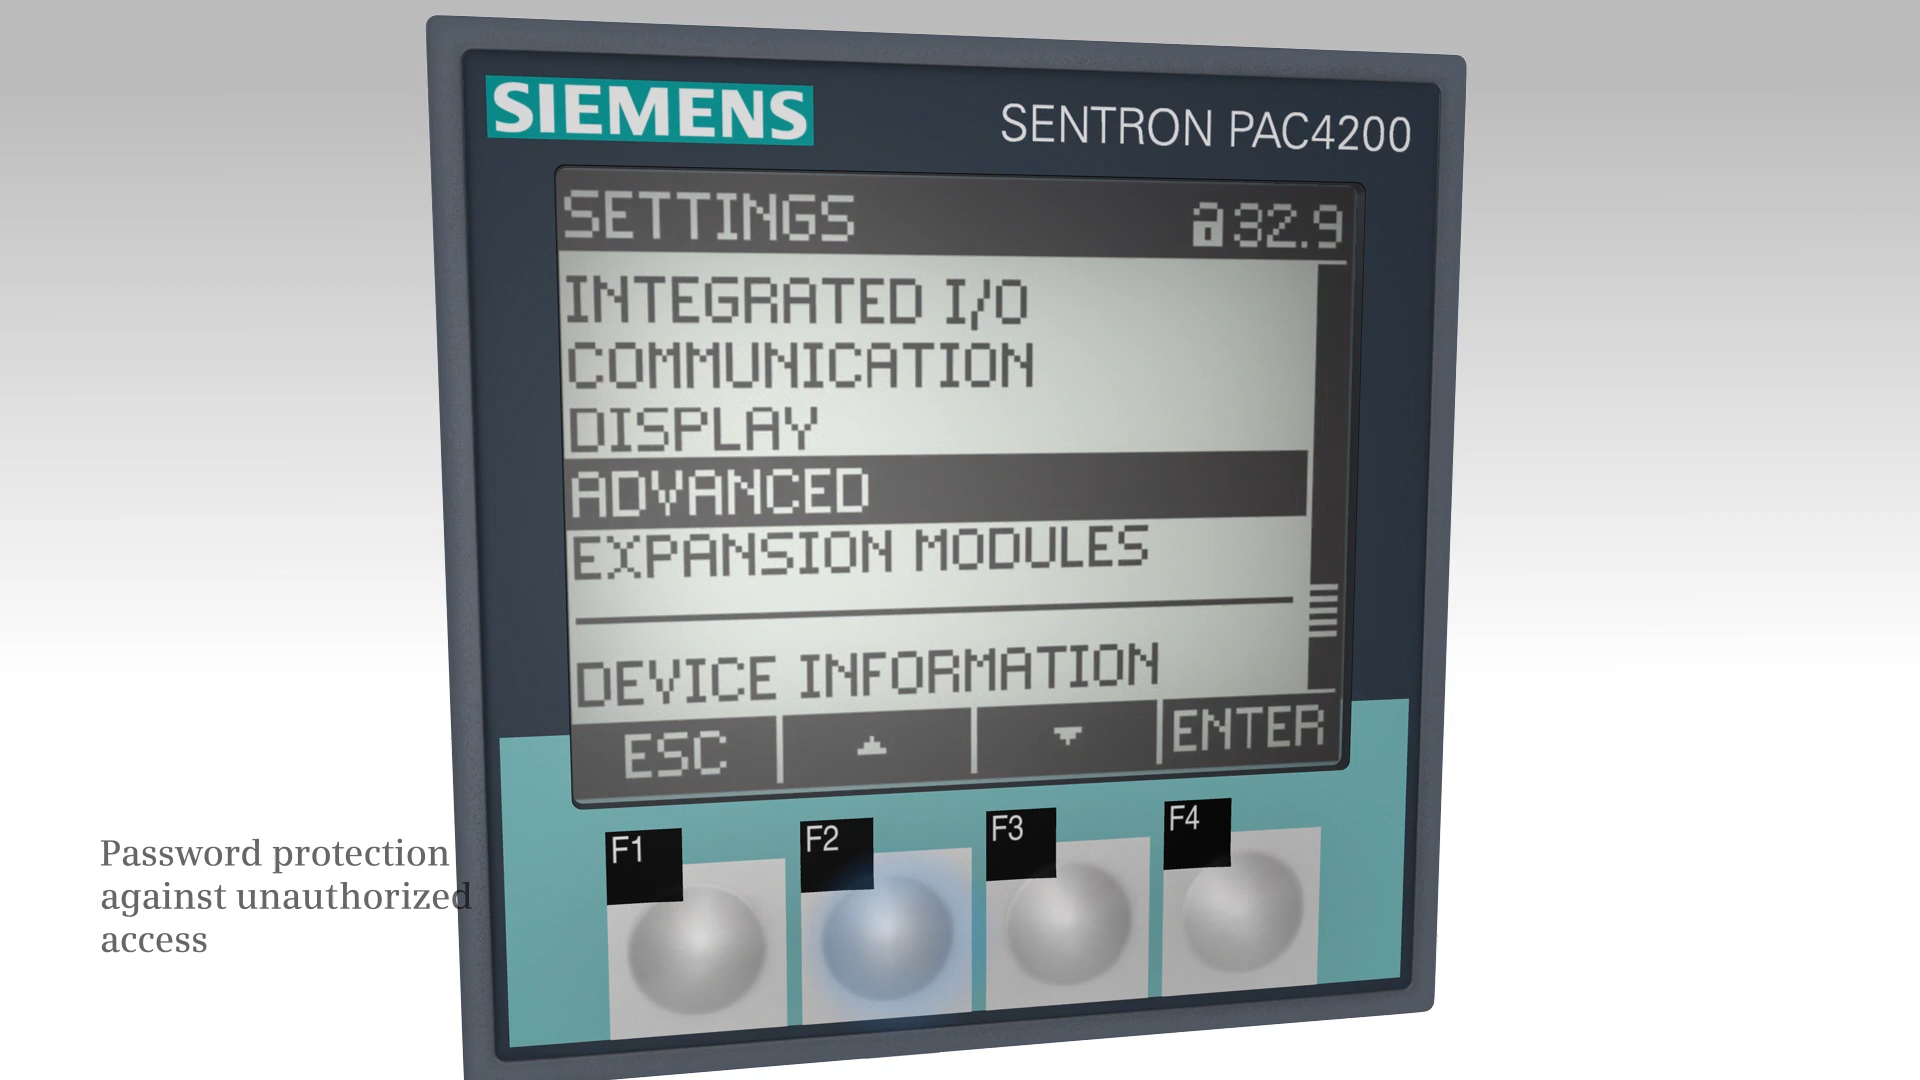 SIEMENS
SENTRON PAC4200
SETTINGS 32.9
INTEGRATED I/O
COMMUNICATION
DISPLAY
ADVANCED
EXPANSION MODULES
DEVICE INFORMATION
ESC ENTER
F1 F2 F3 F4
Password protection
against unauthorized
access